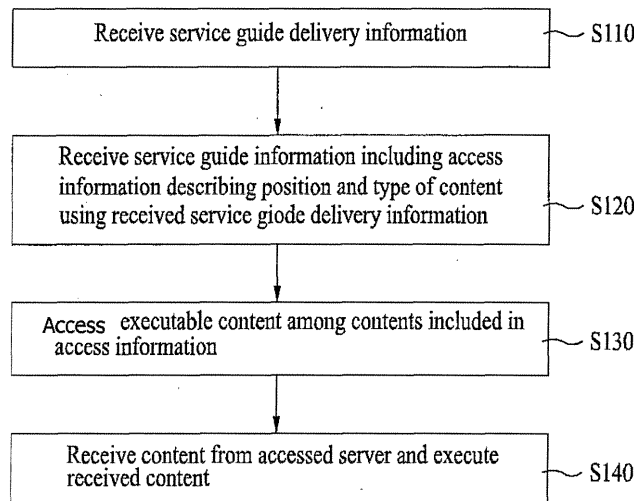 Receive service guide delivery information
S110
Receive service guide information including access
information describing position and type of content
using received service giode delivery information
S120
Access executable content among contents included in
access information
S130
Receive content from accessed server and execute
received content
S140